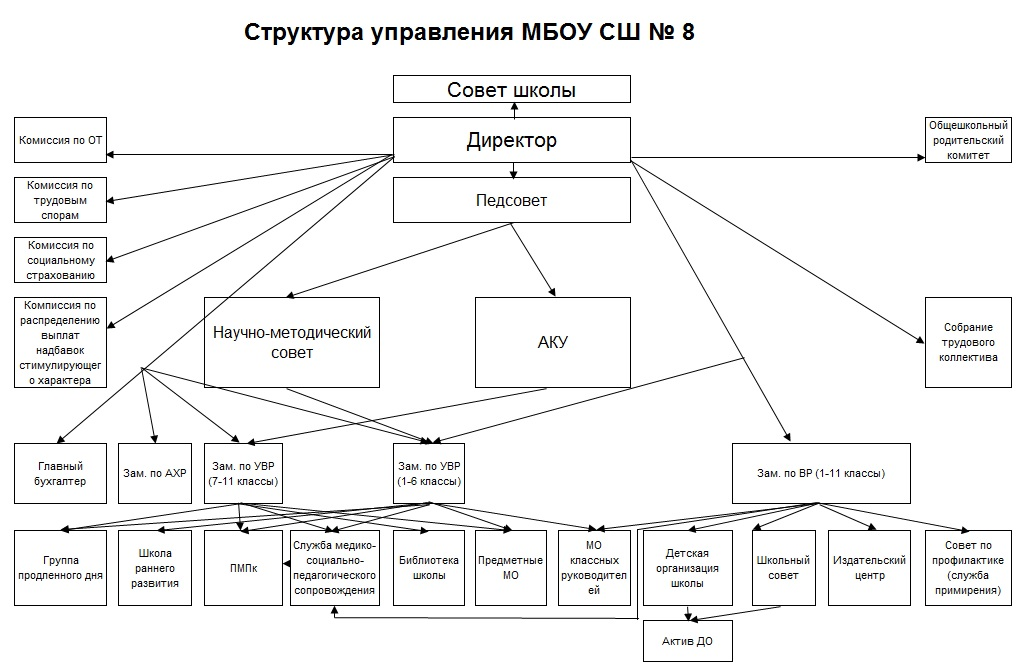 Структура управления МБОУ СШ № 8
Совет школы
Директор
Комиссия по ОТ
Общешкольный
родительский
комитет
Комиссия по
трудовым
спорам
Педсовет
Комиссия по
социальному
страхованию
Комписсия по
распределению
выплат
надбавок
стимулирующег
о характера
Научно-методический
совет
АКУ
Собрание
трудового
коллектива
Главный
бухгалтер
Зам. по АХР
Зам. по УВР
(7-11 классы)
Зам. по УВР
(1-6 классы)
Зам. по ВР (1-11 классы)
Группа
продленного дня
Школа
раннего
развития
ПМПк
Служба медико-
социально-
педагогического
сопровождения
Библиотека
школы
Предметные
МО
МО
классных
руководител
ей
Детская
организация
школы
Школьный
совет
Издательский
центр
Совет по
профилактике
(служба
примирения)
Актив ДО